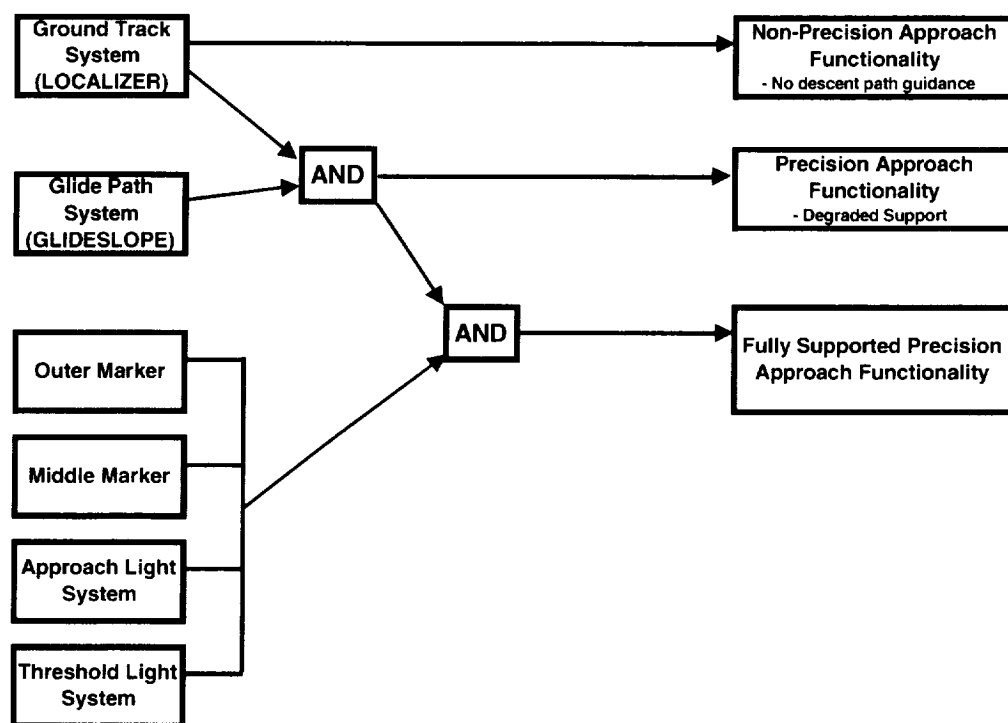 Ground Track
System
(LOCALIZER)
Non-Precision Approach
Functionality
- No descent path guidance
Glide Path
System
(GLIDESLOPE)
AND
Precision Approach
Functionality
- Degraded Support
AND
Fully Supported Precision
Approach Functionality
Outer Marker
Middle Marker
Approach Light
System
Threshold Light
System